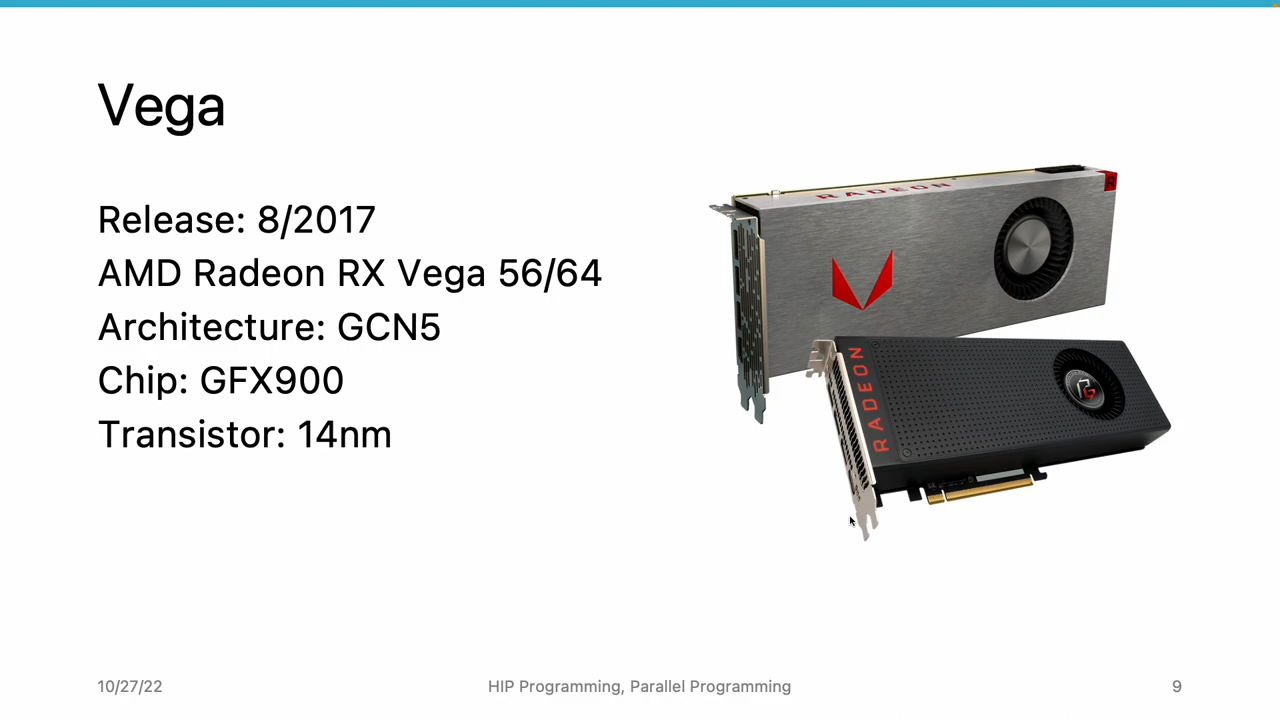 Vega
Release: 8/2017
AMD Radeon RX Vega 56/64
Architecture: GCN5
Chip: GFX900
Transistor: 14nm
RADEON
R
RADEON
10/27/22
HIP Programming, Parallel Programming
9